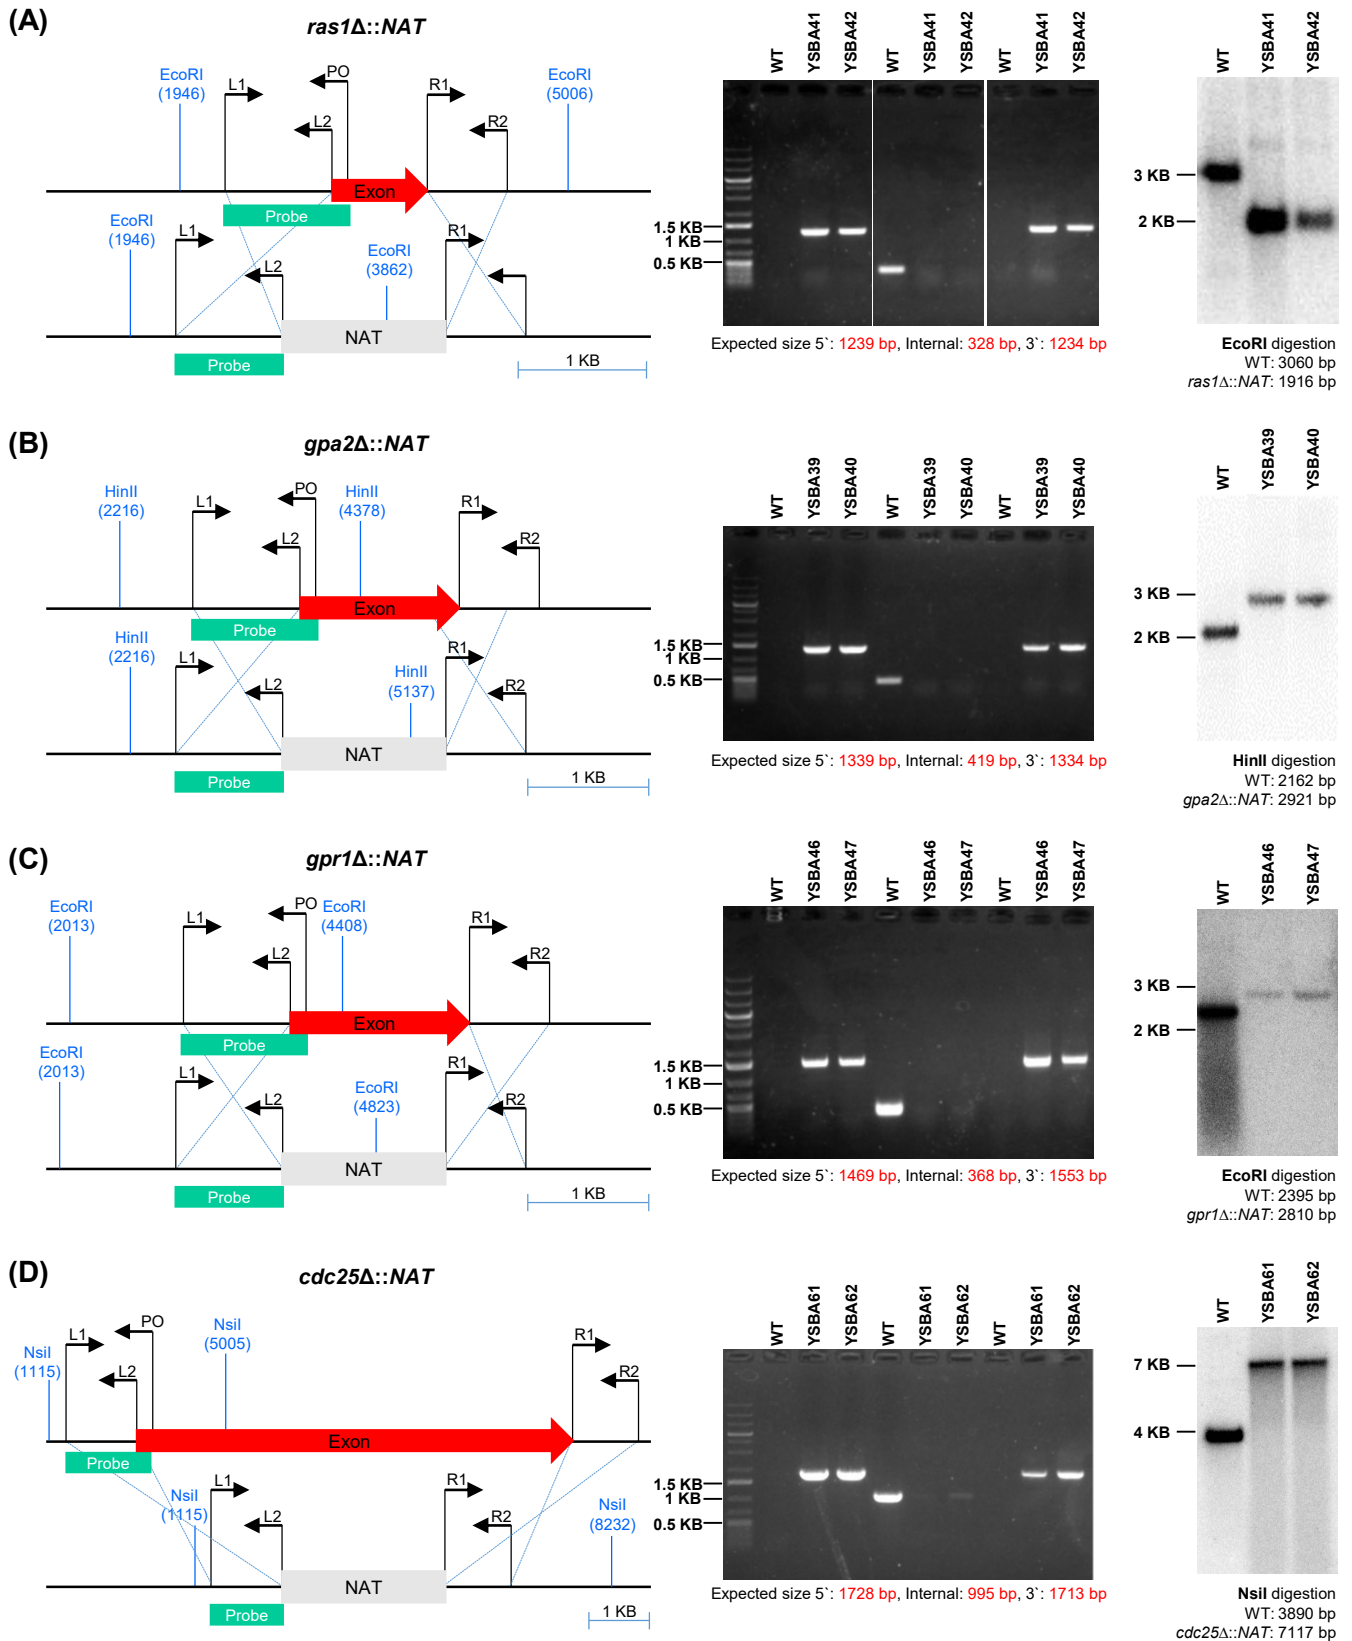 (A)
ras1Δ::NAT
EcoRI
(1946)
L1
PO
L2
R1
R2
EcoRI
(5006)
Exon
Probe
EcoRI
(1946)
L1
L2
EcoRI
(3862)
R1
NAT
Probe
1 KB
WT
YSBA41
YSBA42
WT
YSBA41
YSBA42
WT
YSBA41
YSBA42
1.5 KB
1 KB
0.5 KB
Expected size 5`: 1239 bp, Internal: 328 bp, 3`: 1234 bp
WT
YSBA41
YSBA42
3 KB
2 KB
EcoRI digestion
WT: 3060 bp
ras1Δ::NAT: 1916 bp
(B)
gpa2Δ::NAT
HinII
(2216)
L1
PO
L2
HinII
(4378)
R1
R2
Exon
Probe
HinII
(2216)
L1
L2
HinII
(5137)
R1
R2
NAT
Probe
1 KB
WT
YSBA39
YSBA40
WT
YSBA39
YSBA40
WT
YSBA39
YSBA40
1.5 KB
1 KB
0.5 KB
Expected size 5`: 1339 bp, Internal: 419 bp, 3`: 1334 bp
WT
YSBA39
YSBA40
3 KB
2 KB
HinII digestion
WT: 2162 bp
gpa2Δ::NAT: 2921 bp
(C)
gpr1Δ::NAT
EcoRI
(2013)
L1
PO
L2
EcoRI
(4408)
R1
R2
Exon
Probe
EcoRI
(2013)
L1
L2
EcoRI
(4823)
R1
R2
NAT
Probe
1 KB
WT
YSBA46
YSBA47
WT
YSBA46
YSBA47
WT
YSBA46
YSBA47
1.5 KB
1 KB
0.5 KB
Expected size 5`: 1469 bp, Internal: 368 bp, 3`: 1553 bp
WT
YSBA46
YSBA47
3 KB
2 KB
EcoRI digestion
WT: 2395 bp
gpr1Δ::NAT: 2810 bp
(D)
cdc25Δ::NAT
NsiI
(1115)
L1
PO
L2
NsiI
(5005)
R1
R2
Exon
Probe
NsiI
(1115)
L1
L2
R1
R2
NsiI
(8232)
NAT
Probe
1 KB
WT
YSBA61
YSBA62
WT
YSBA61
YSBA62
WT
YSBA61
YSBA62
1.5 KB
1 KB
0.5 KB
Expected size 5`: 1728 bp, Internal: 995 bp, 3`: 1713 bp
WT
YSBA61
YSBA62
7 KB
4 KB
NsiI digestion
WT: 3890 bp
cdc25Δ::NAT: 7117 bp